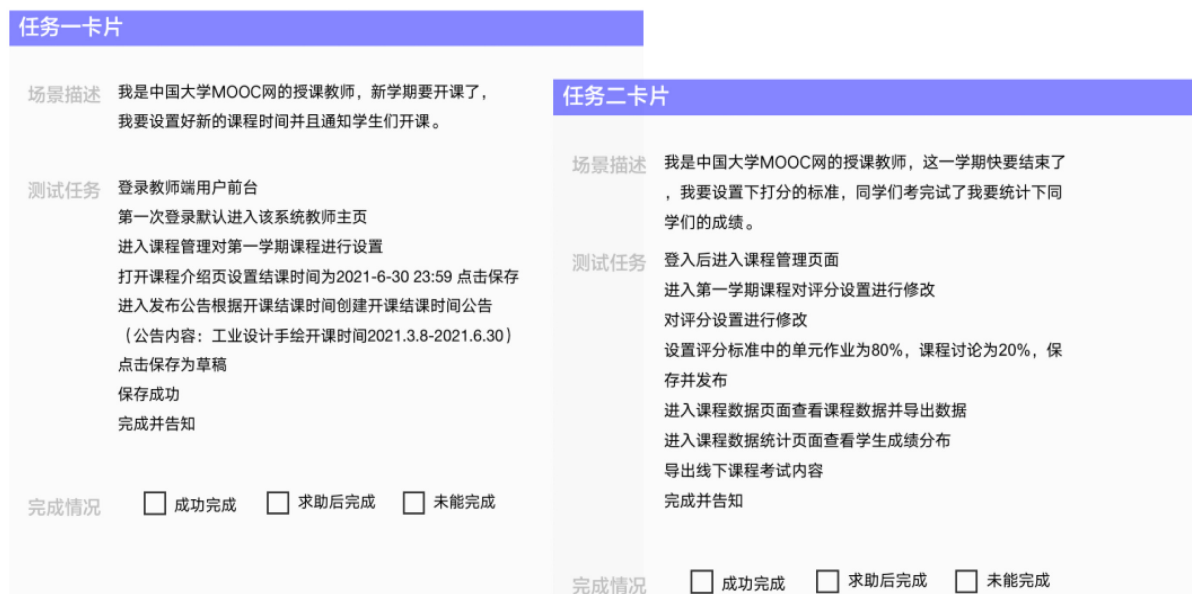 任务一卡片
场景描述
我是中国大学MOOC网的授课教师，新学期要开课了，
我要设置好新的课程时间并且通知学生们开课。
测试任务
登录教师端用户前台
第一次登录默认进入该系统教师主页
进入课程管理对第一学期课程进行设置
打开课程介绍页设置结课时间为2021-6-30 23:59 点击保存
进入发布公告根据开课结课时间创建开课结课时间公告
（公告内容：工业设计手绘开课时间2021.3.8-2021.6.30）
点击保存为草稿
保存成功
完成并告知
完成情况
成功完成 求助后完成 未能完成
任务二卡片
场景描述
我是中国大学MOOC网的授课教师，这一学期快要结束了
，我要设置下打分的标准，同学们考完试了我要统计下同
学们的成绩。
测试任务
登入后进入课程管理页面
进入第一学期课程对评分设置进行修改
对评分设置进行修改
设置评分标准中的单元作业为80%，课程讨论为20%，保
存并发布
进入课程数据页面查看课程数据并导出数据
进入课程数据统计页面查看学生成绩分布
导出线下课程考试内容
完成并告知
完成情况
成功完成 求助后完成 未能完成